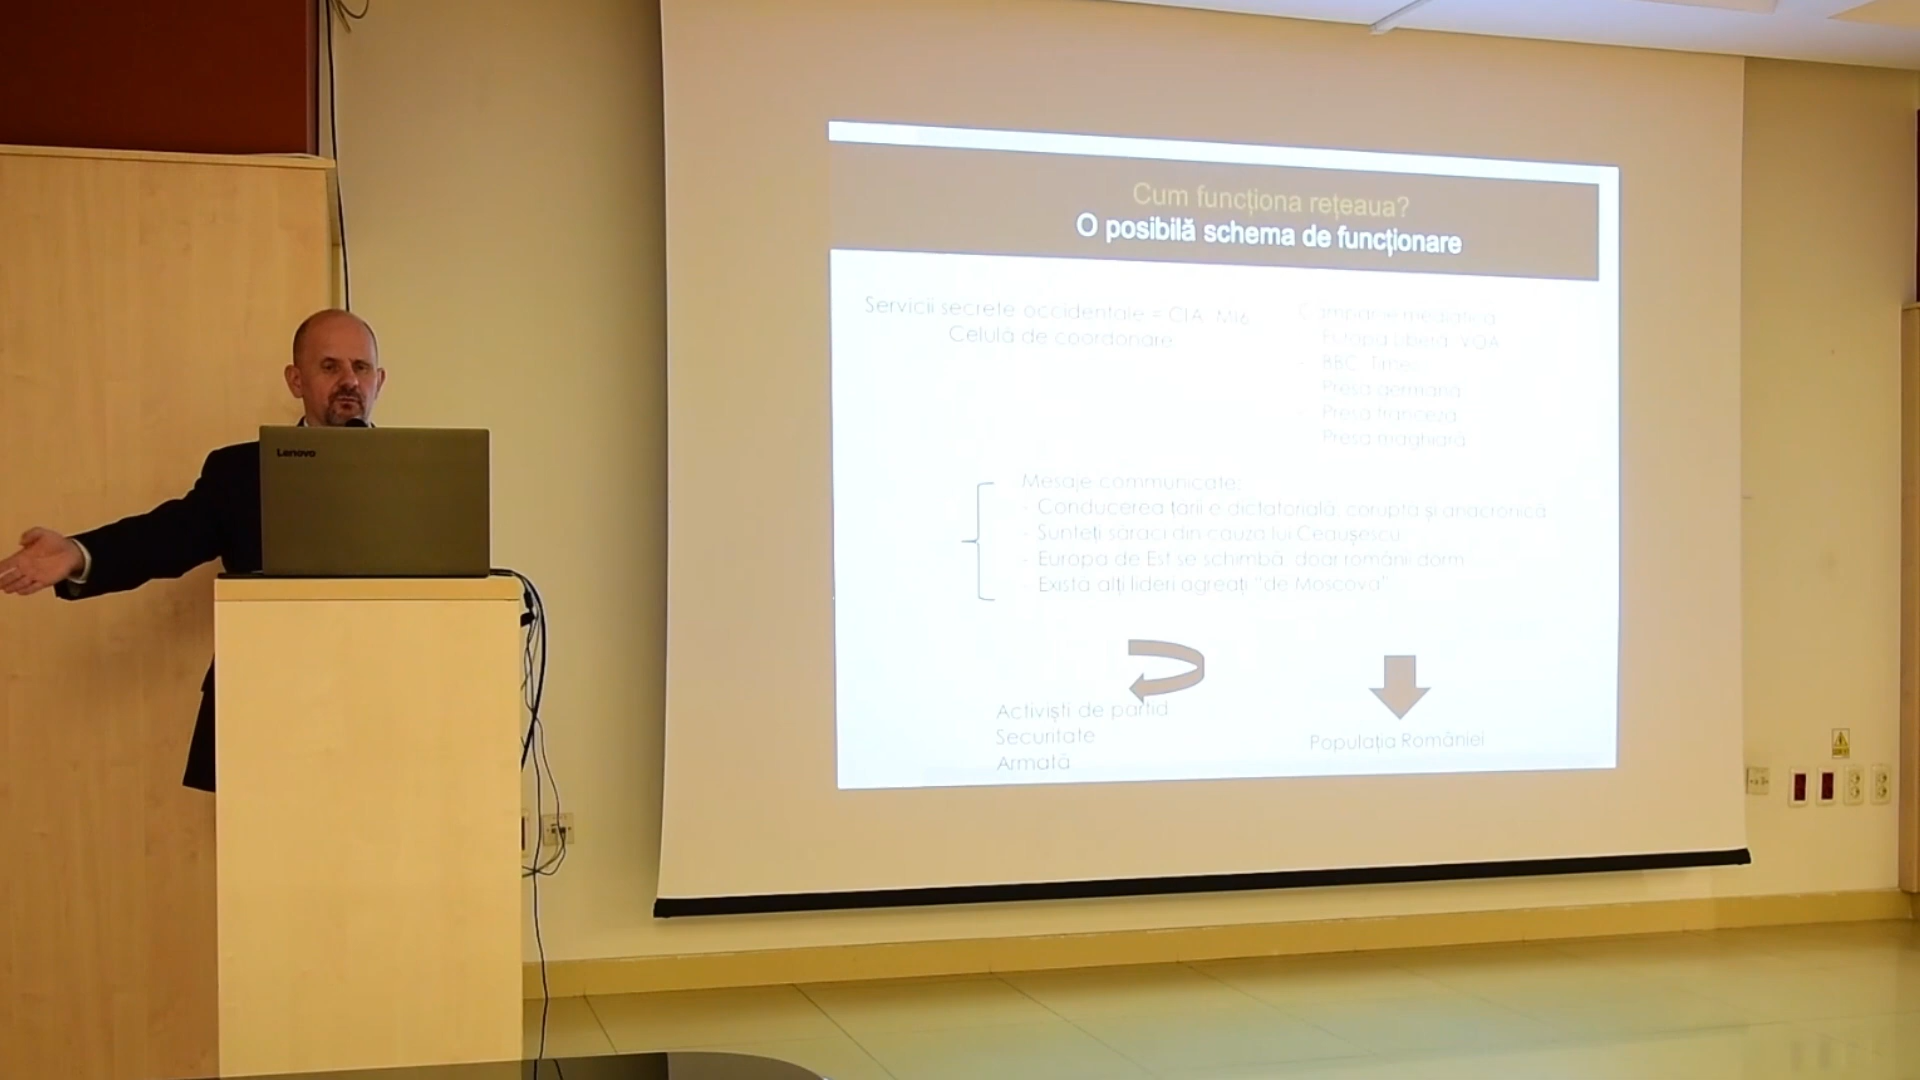 Lenovo
Cum funcționa rețeaua?
O posibilă schema de funcționare
Servicii secrete occidentale = CIA, MI6
Celulă de coordonare
Campanie mediatică
Europa liberă, VOA
- BBC, Times
Presa germană
- Presa franceză
Presa maghiară
Mesaje communicate:
- Conducerea țării e dictatorială, coruptă și anacronică
- Sunteți săraci din cauza lui Ceaușescu
- Europa de Est se schimbă, doar românii dorm
- Există alți lideri agreați "de Moscova"
Activiști de partid
Securitate
Armată
Populația României